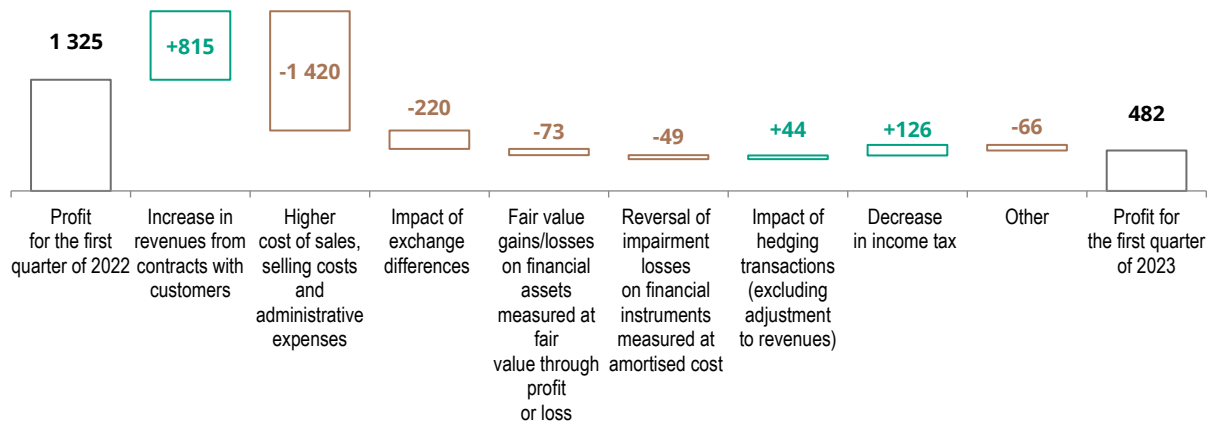 1 325
+815
-1 420
-220
-73
-49
+44
+126
-66
482
Profit
for the first
quarter of 2022
Increase in
revenues from
contracts with
customers
Higher
cost of sales,
selling costs
and
administrative
expenses
Impact of
exchange
differences
Fair value
gains/losses
on financial
assets
measured at
fair
value through
profit
or loss
Reversal of
impairment
losses
on financial
instruments
measured at
amortised cost
Impact of
hedging
transactions
(excluding
adjustment
to revenues)
Decrease
in income tax
Other
Profit for
the first quarter
of 2023